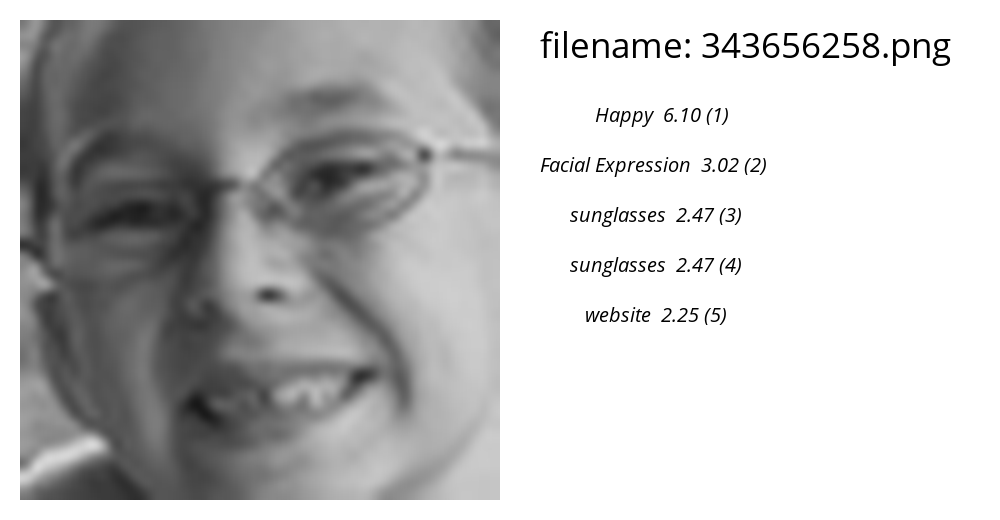 filename: 343656258.png
Happy 6.10 (1)
Facial Expression 3.02 (2)
sunglasses 2.47 (3)
sunglasses 2.47 (4)
website 2.25 (5)